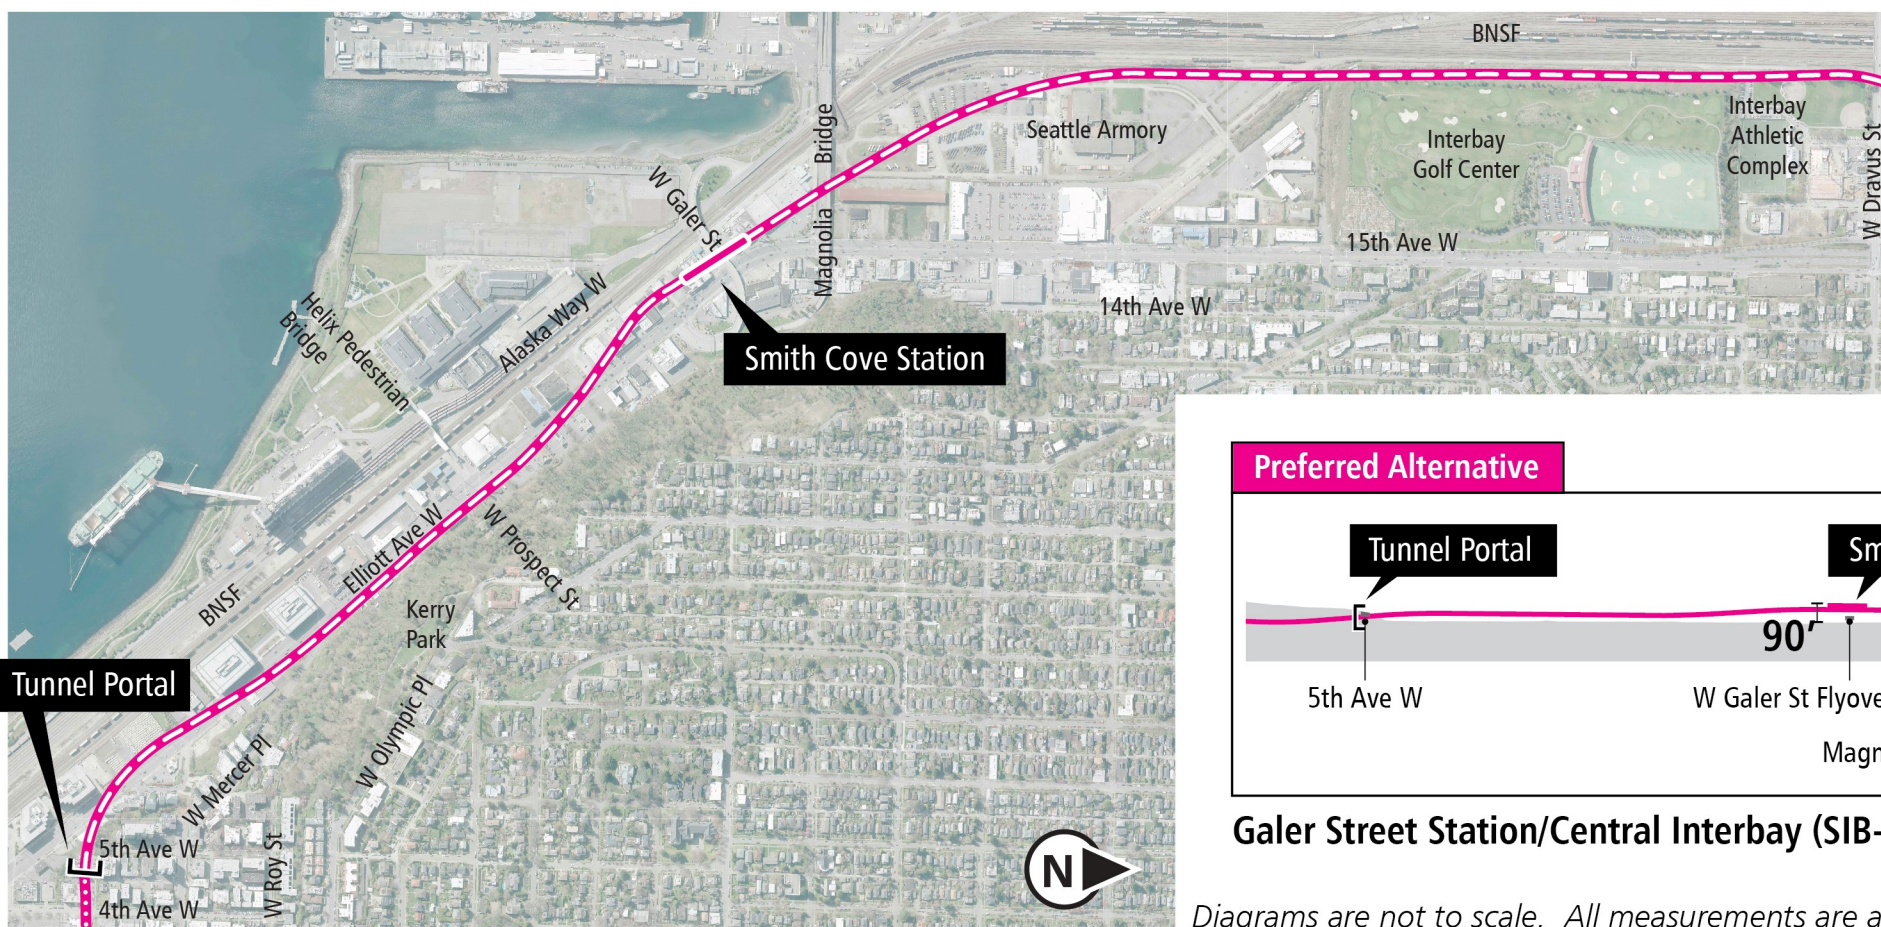 BNSF
Interbay
Athletic
Complex
Seattle Armory
Interbay
Golf Center
Magnolia Bridge
W Dravus St
W Galer St
15th Ave W
14th Ave W
Helix Pedestrian
Bridge
Alaska Way W
Smith Cove Station
Elliott Ave W
W Prospect St
BNSF
Kerry
Park
Tunnel Portal
W Olympic Pl
W Mercer Pl
5th Ave W
W Roy St
4th Ave W
N
Preferred Alternative
Tunnel Portal
Sm
90'
5th Ave W
W Galer St Flyove
Magn
Galer Street Station/Central Interbay (SIB-
Diagrams are not to scale. All measurements are a